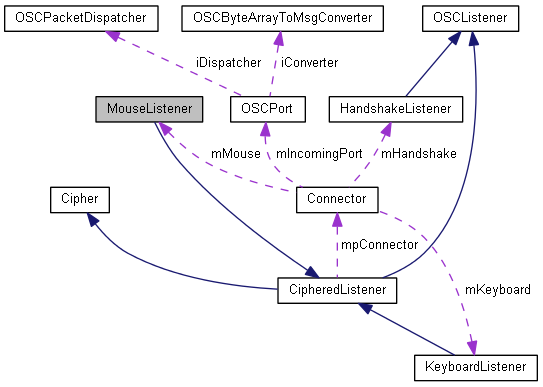 OSCPacketDispatcher
OSCByteArrayToMsgConverter
OSCListener
iDispatcher
iConverter
MouseListener
OSCPort
HandshakeListener
mMouse
mIncomingPort
mHandshake
Cipher
Connector
mpConnector
CipheredListener
mKeyboard
KeyboardListener